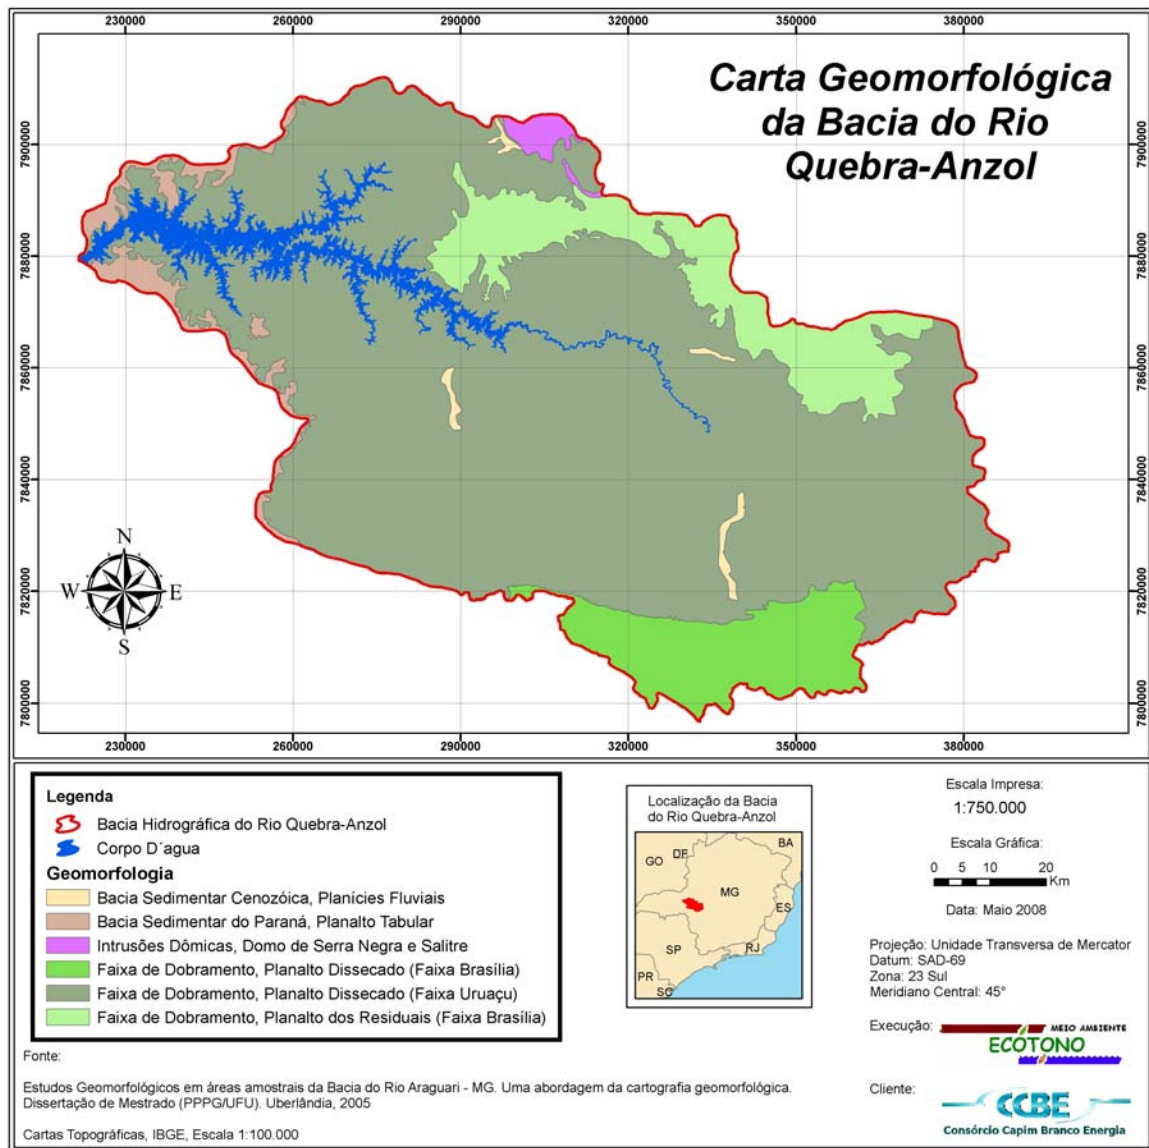 230000 260000 290000 320000 350000 380000
Carta Geomorfológica
da Bacia do Rio
Quebra-Anzol
7900000 7900000
7880000 7880000
7860000 7860000
7840000 7840000
7820000 7820000
7800000 7800000
N
W E
S
230000 260000 290000 320000 350000 380000
Legenda
Bacia Hidrográfica do Rio Quebra-Anzol
Corpo D´agua
Geomorfologia
Bacia Sedimentar Cenozóica, Planícies Fluviais
Bacia Sedimentar do Paraná, Planalto Tabular
Intrusões Dômicas, Domo de Serra Negra e Salitre
Faixa de Dobramento, Planalto Dissecado (Faixa Brasília)
Faixa de Dobramento, Planalto Dissecado (Faixa Uruaçu)
Faixa de Dobramento, Planalto dos Residuais (Faixa Brasília)
Fonte:
Estudos Geomorfológicos em áreas amostrais da Bacia do Rio Araguari - MG. Uma abordagem da cartografia geomorfológica.
Dissertação de Mestrado (PPPG/UFU). Uberlândia, 2005
Cartas Topográficas, IBGE, Escala 1:100.000
Localização da Bacia
do Rio Quebra-Anzol
BA
GO DF
MG
ES
SP
RJ
PR
SC
Escala Impresa:
1:750.000
Escala Gráfica:
0 5 10 20
Km
Data: Maio 2008
Projeção: Unidade Transversa de Mercator
Datum: SAD-69
Zona: 23 Sul
Meridiano Central: 45°
Execução:
MEIO AMBIENTE
ECÓTONO
Cliente:
CCBE
Consórcio Capim Branco Energia